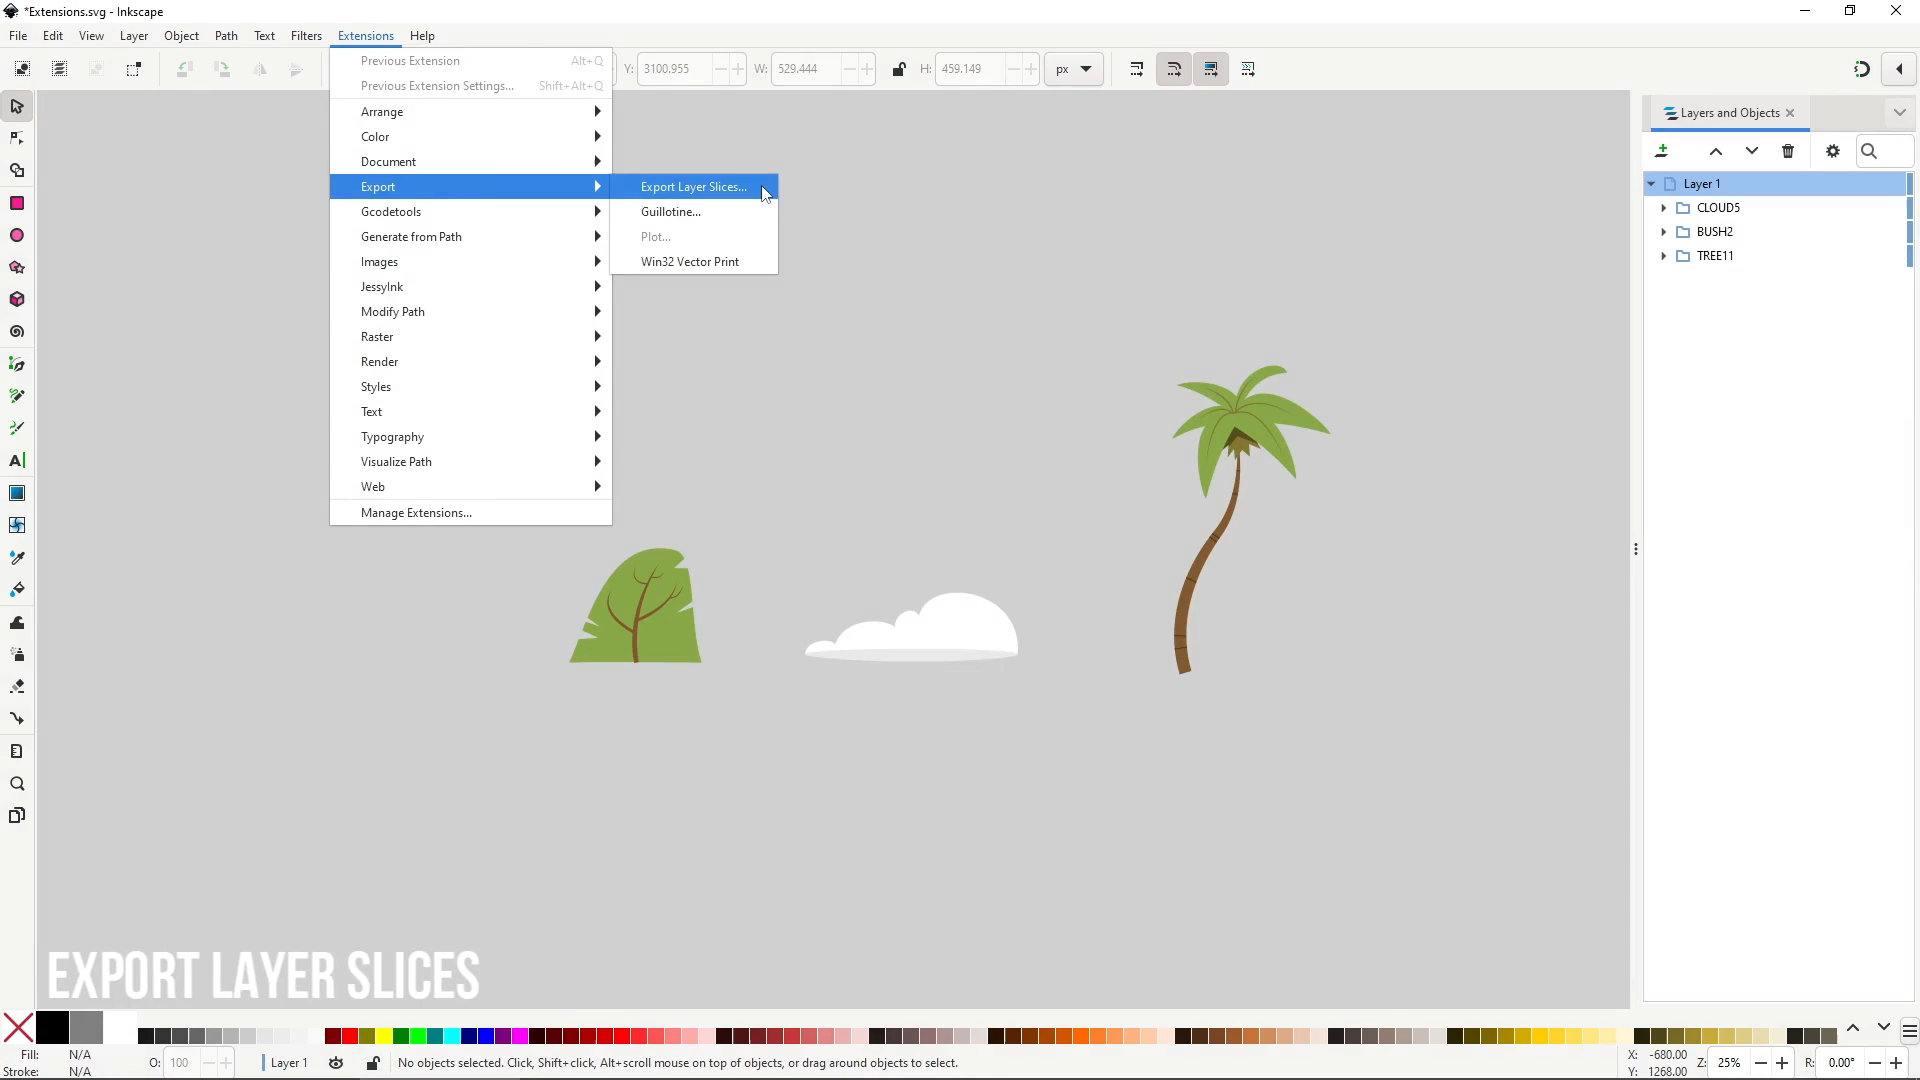 *Extensions.svg - Inkscape
File Edit View Layer Object Path Text Filters Extensions Help
Y: 3100.955 W: 529.444 H: 459.149 px
Previous Extension Alt+Q
Previous Extension Settings... Shift+Alt+Q
Arrange
Color
Document
Export
Gcodetools
Generate from Path
Images
JessyInk
Modify Path
Raster
Render
Styles
Text
Typography
Visualize Path
Web
Manage Extensions...
Export Layer Slices...
Guillotine...
Plot...
Win32 Vector Print
Layers and Objects
Layer 1
CLOUD5
BUSH2
TREE11
EXPORT LAYER SLICES
Fill: N/A
Stroke: N/A
O: 100
Layer 1
No objects selected. Click, Shift+click, Alt+scroll mouse on top of objects, or drag around objects to select.
X: -680.00
Y: 1268.00
Z: 25%
R: 0.00°